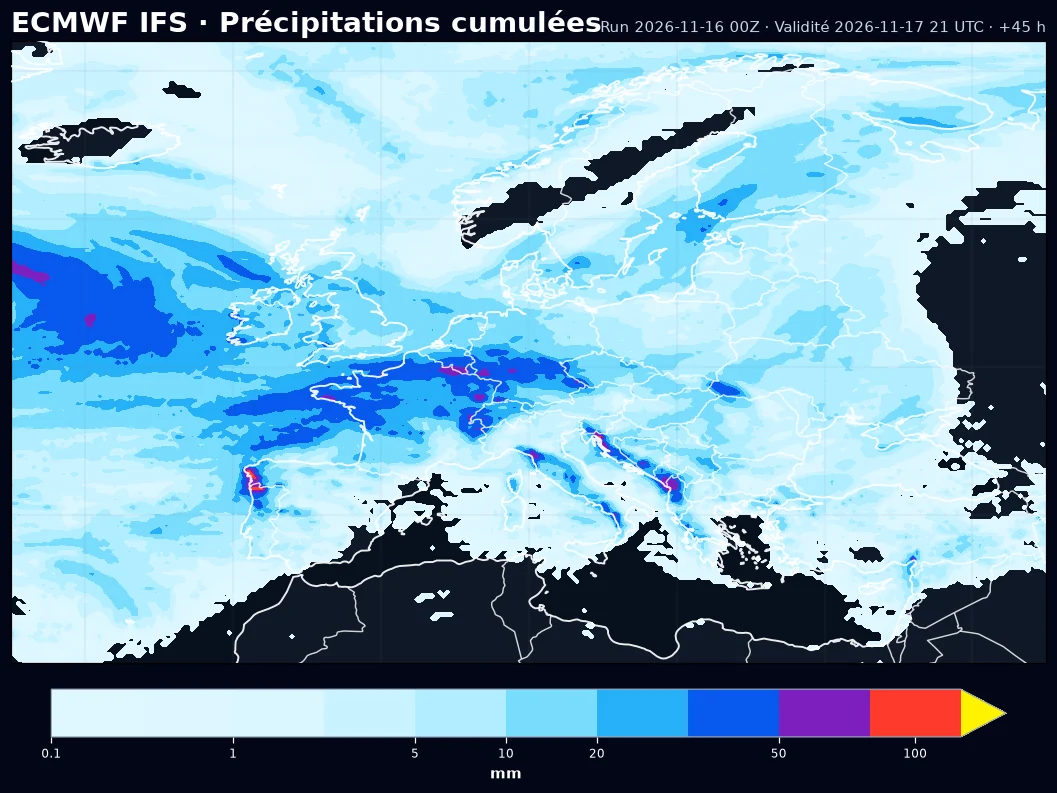 ECMWF IFS · Précipitations cumulées
Run 2026-11-16 00Z · Validité 2026-11-17 21 UTC · +45 h
0.1 1 5 10 20 50 100
mm